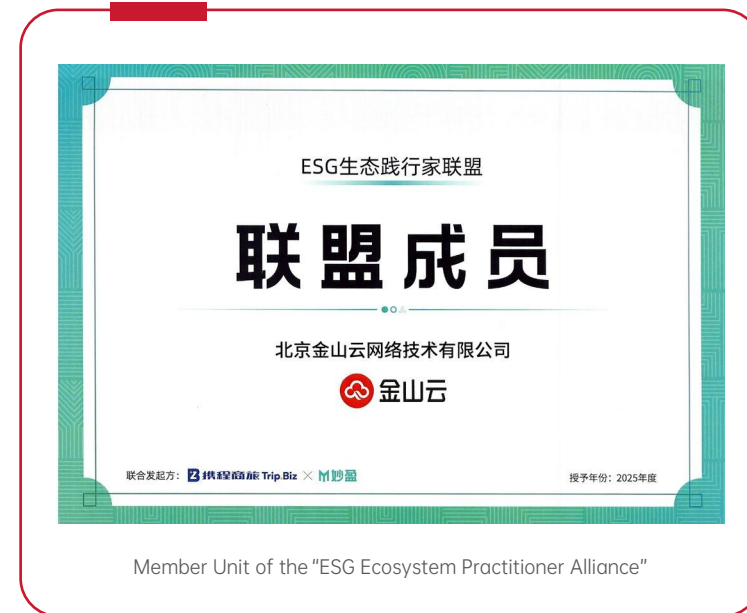 ESG生态践行家联盟
联盟成员
北京金山云网络技术有限公司
金山云
联合发起方: 携程商旅 Trip.Biz × M妙盈
授予年份: 2025年度
Member Unit of the "ESG Ecosystem Practitioner Alliance"